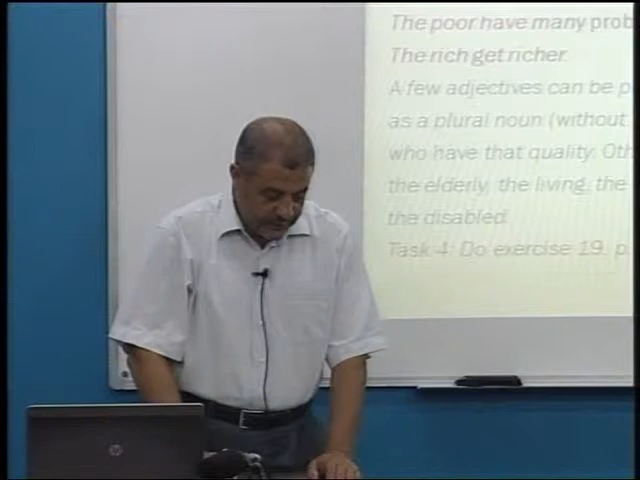 The poor have many prob
The rich get richer.
A few adjectives can be p
as a plural noun (without
who have that quality. Oth
the elderly, the living, the
the disabled.
Task 4: Do exercise 19. p.
hp